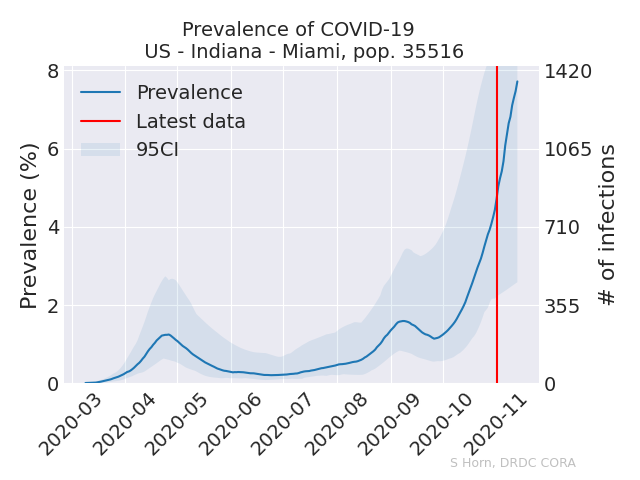 Prevalence of COVID-19
US - Indiana - Miami, pop. 35516
Prevalence
Latest data
95CI
Prevalence (%)
8
6
4
2
0
1420
1065
710
355
0
# of infections
2020-03
2020-04
2020-05
2020-06
2020-07
2020-08
2020-09
2020-10
2020-11
S Horn, DRDC CORA